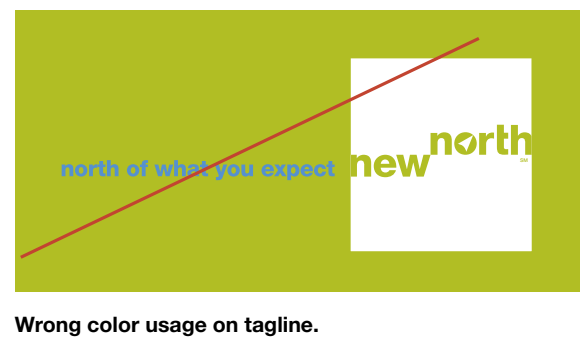 north of what you expect
new north SM
Wrong color usage on tagline.